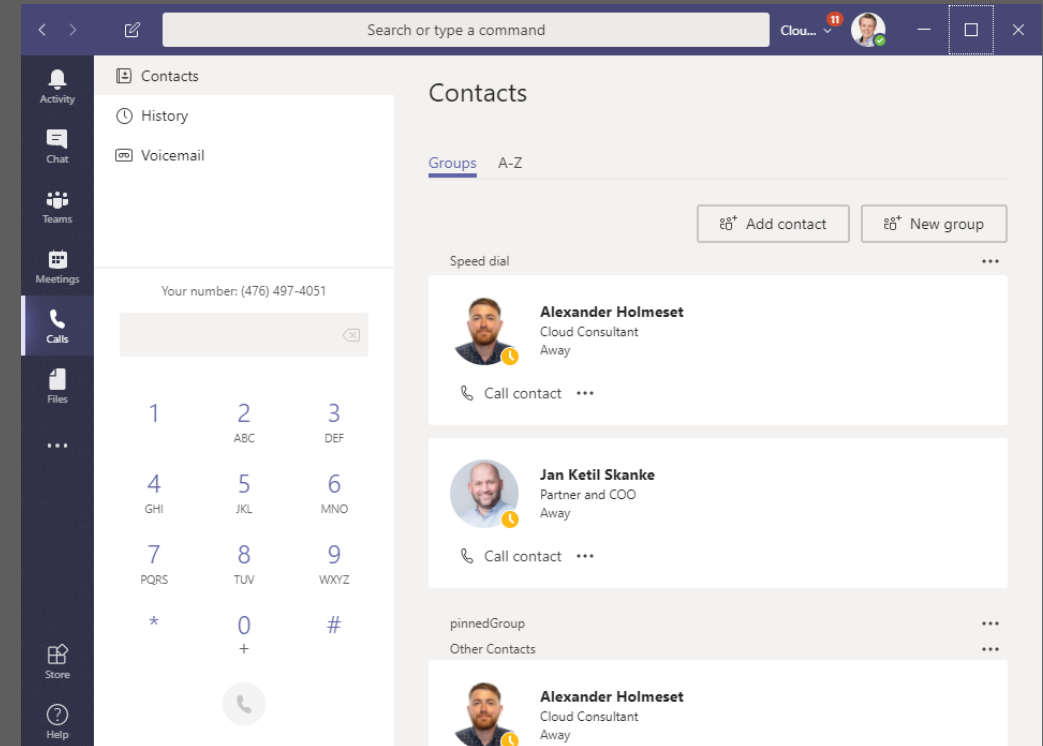 Search or type a command
Clou...
11
Activity
Chat
Teams
Meetings
Calls
Files
Store
Help
Contacts
History
Voicemail
Your number: (476) 497-4051
1
2
3
ABC
DEF
4
5
6
GHI
JKL
MNO
7
8
9
PQRS
TUV
WXYZ
*
0
#
+
Contacts
Groups
A-Z
Add contact
New group
Speed dial
Alexander Holmeset
Cloud Consultant
Away
Call contact
Jan Ketil Skanke
Partner and COO
Away
Call contact
pinnedGroup
Other Contacts
Alexander Holmeset
Cloud Consultant
Away